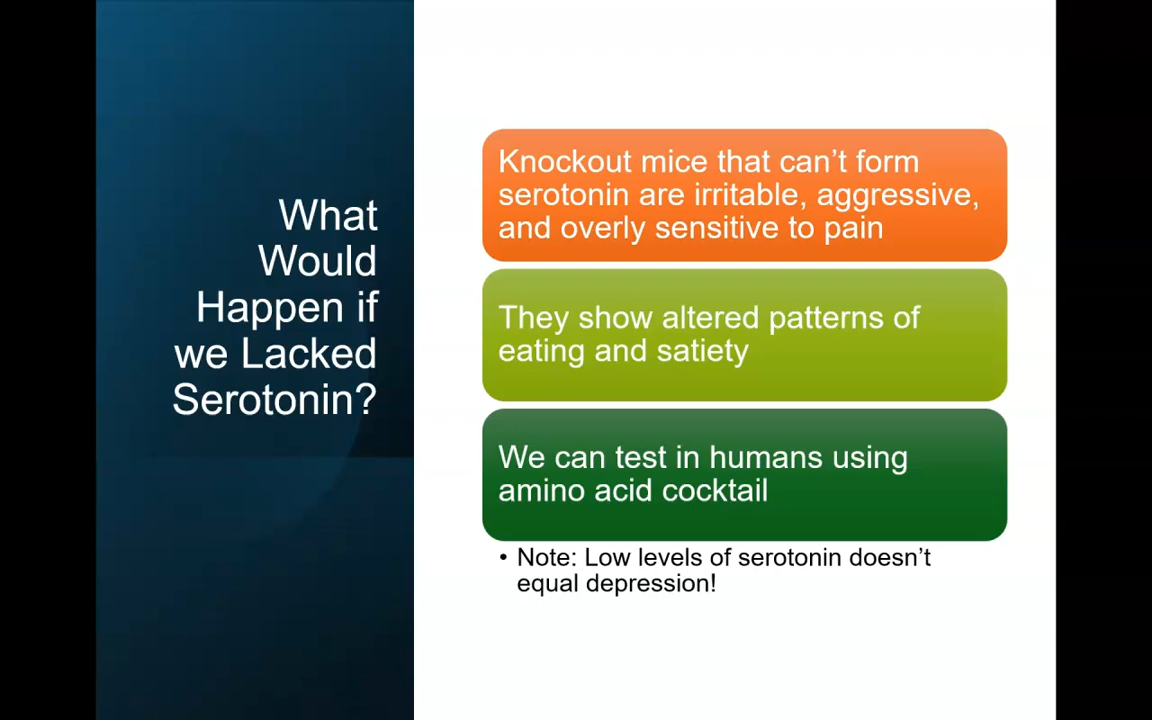 What
Would
Happen if
we Lacked
Serotonin?
Knockout mice that can’t form
serotonin are irritable, aggressive,
and overly sensitive to pain
They show altered patterns of
eating and satiety
We can test in humans using
amino acid cocktail
• Note: Low levels of serotonin doesn’t
equal depression!